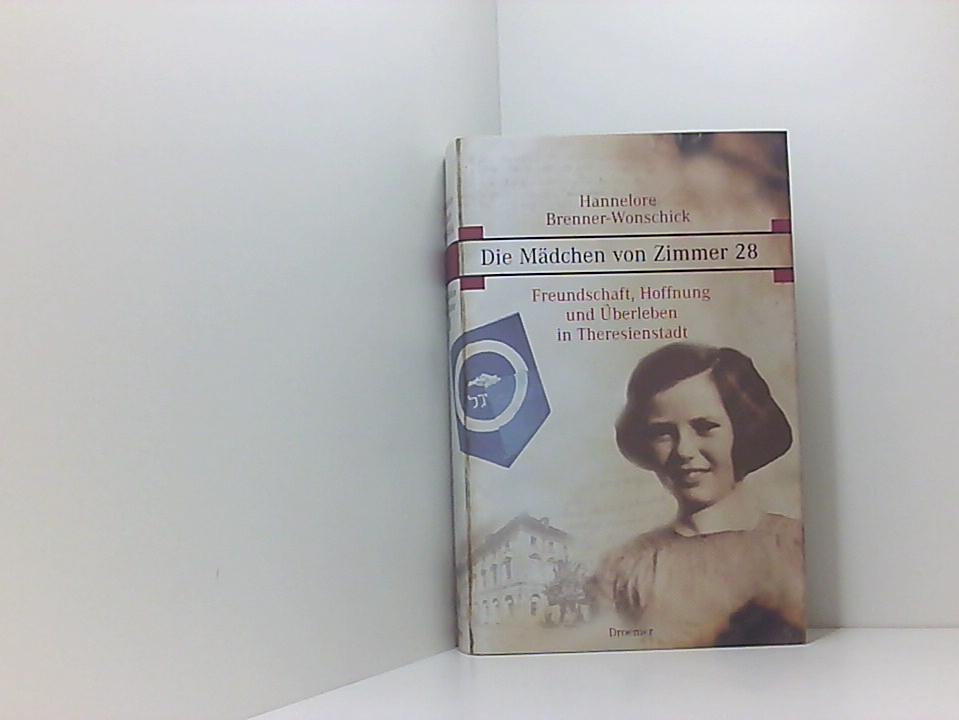 Hannelore
Brenner-Wonschick
Die Mädchen von Zimmer 28
Freundschaft, Hoffnung
und Überleben
in Theresienstadt
Droemer